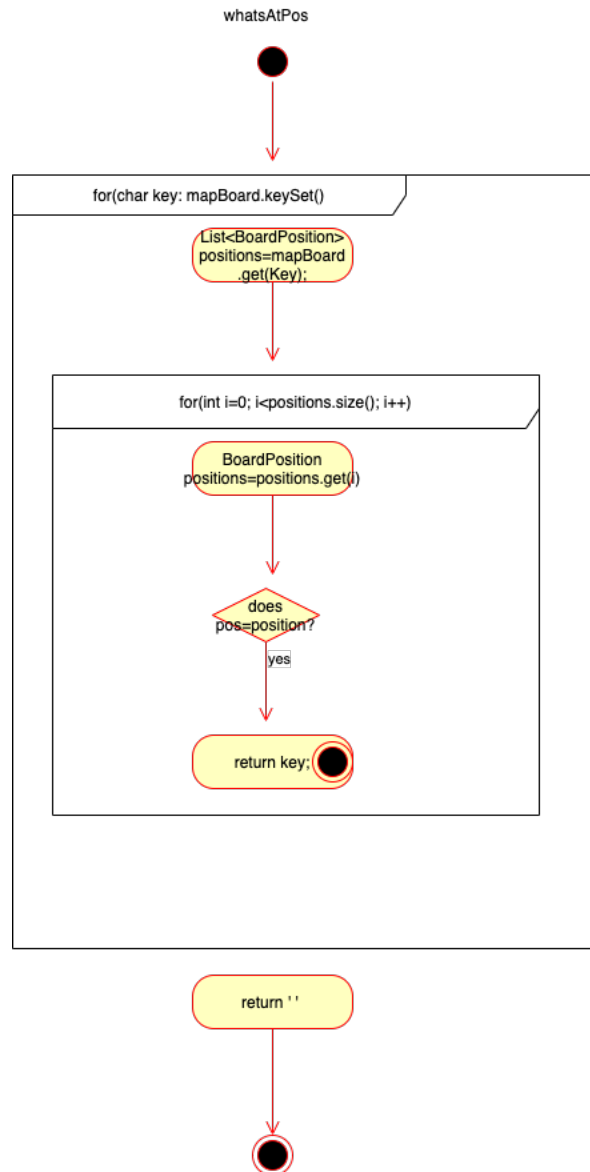 whatsAtPos
for(char key: mapBoard.keySet()
List<BoardPosition>
positions=mapBoard
.get(Key);
for(int i=0; i<positions.size(); i++)
BoardPosition
positions=positions.get(i)
does
pos=position?
yes
return key;
return ' '